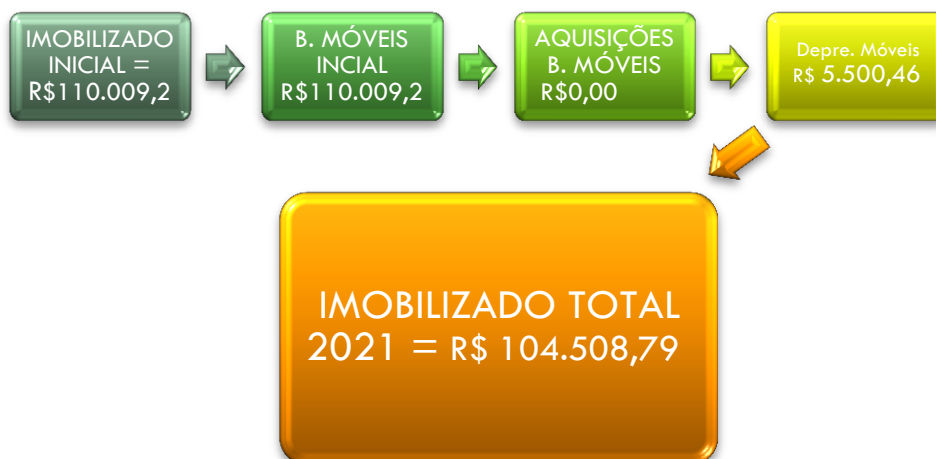 IMOBILIZADO
INICIAL =
R$110.009,2
B. MÓVEIS
INCIAL
R$110.009,2
AQUISIÇÕES
B. MÓVEIS
R$0,00
Depre. Móveis
R$ 5.500,46
IMOBILIZADO TOTAL
2021 = R$ 104.508,79